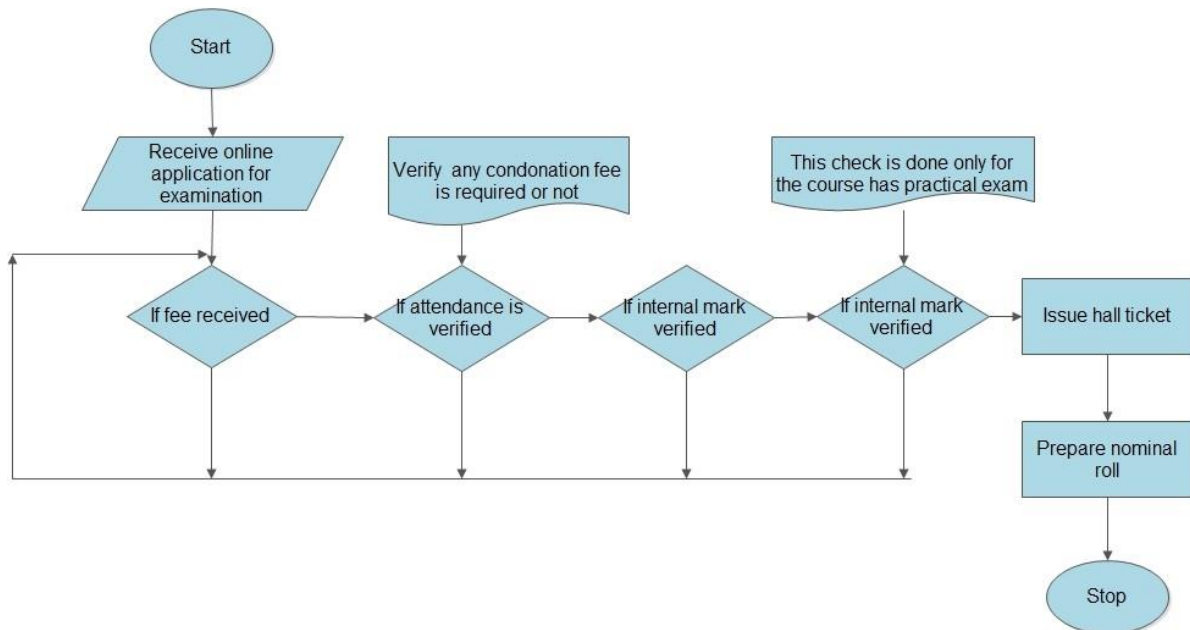 Start
Receive online
application for
examination
Verify any condonation fee
is required or not
This check is done only for
the course has practical exam
If fee received
If attendance is
verified
If internal mark
verified
If internal mark
verified
Issue hall ticket
Prepare nominal
roll
Stop